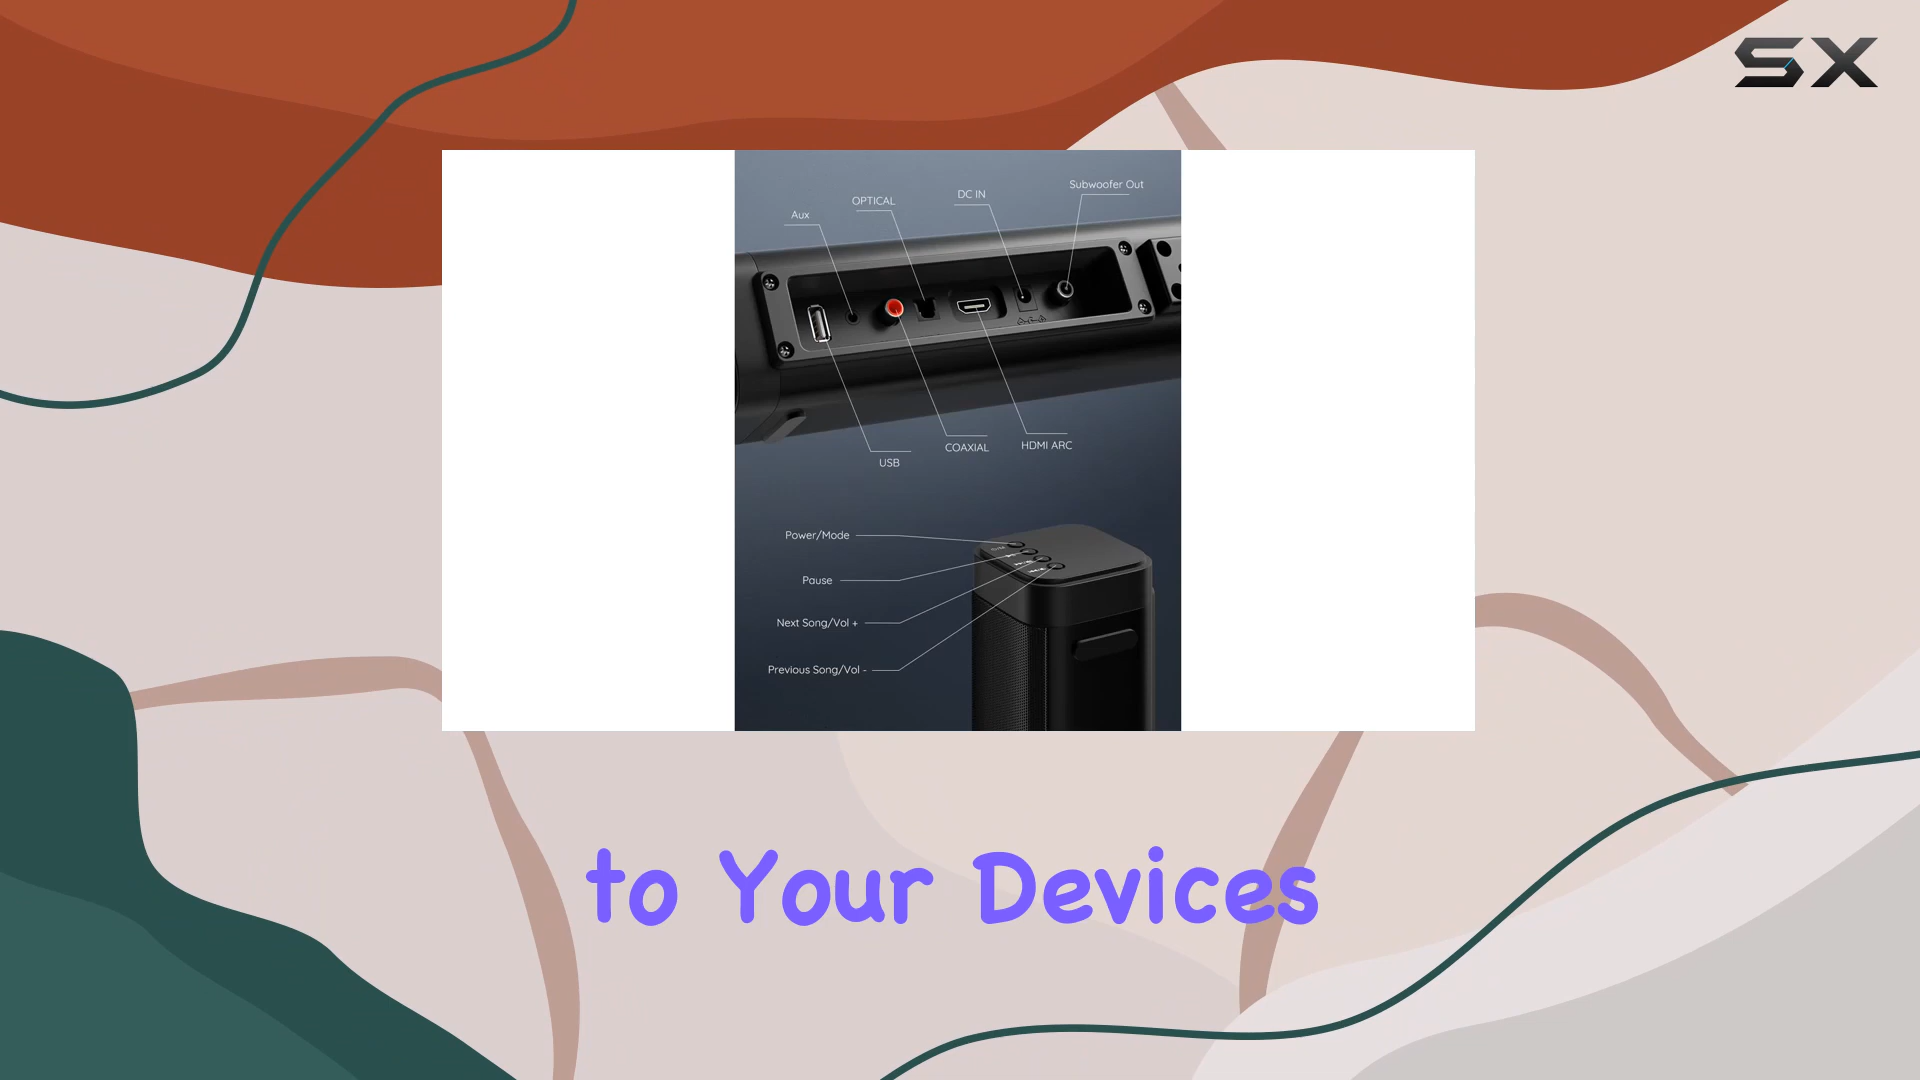 SX
Subwoofer Out
DC IN
OPTICAL
Aux
HDMI ARC
COAXIAL
USB
Power/Mode
Pause
Next Song/Vol +
Previous Song/Vol -
to Your Devices